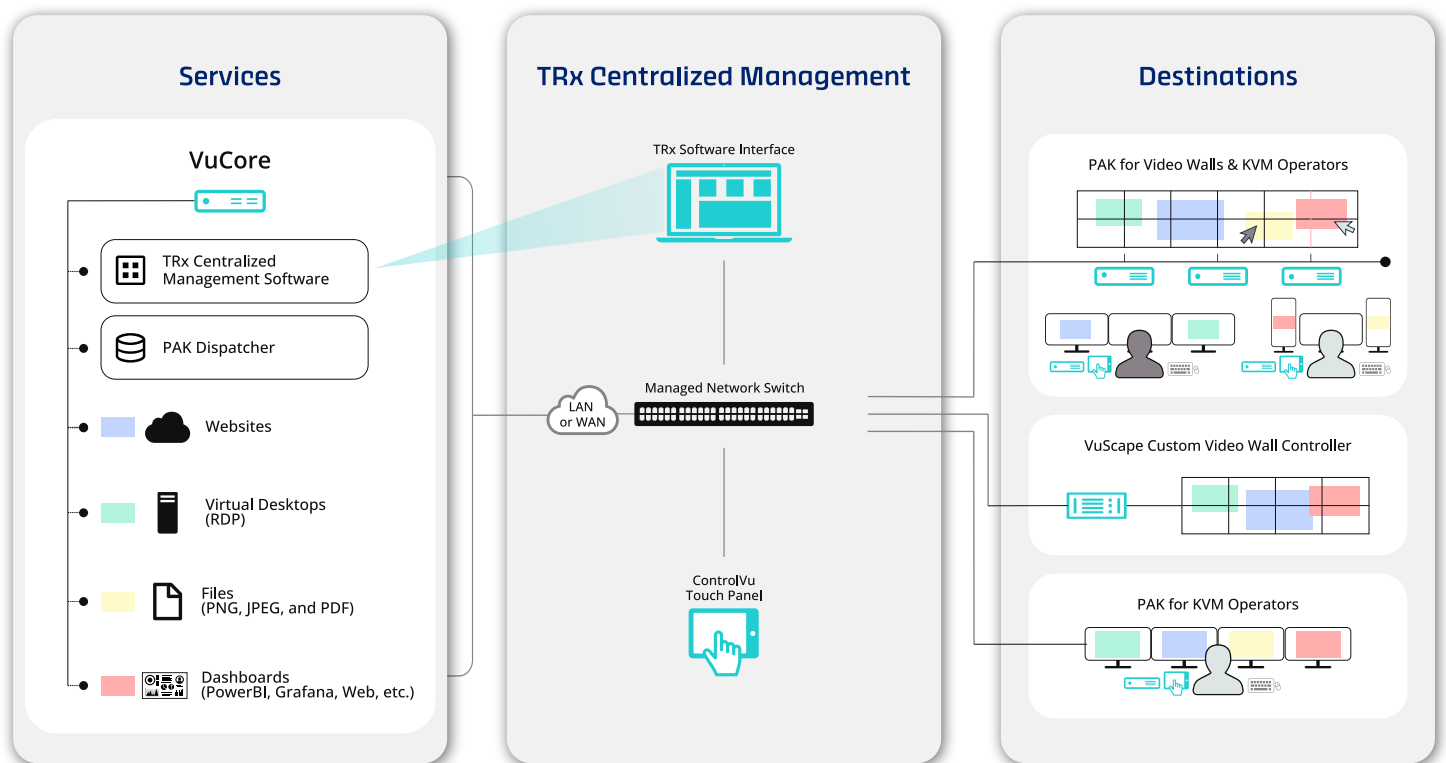 Services
VuCore
TRx Centralized
Management Software
PAK Dispatcher
Websites
Virtual Desktops
(RDP)
Files
(PNG, JPEG, and PDF)
Dashboards
(PowerBI, Grafana, Web, etc.)
TRx Centralized Management
TRx Software Interface
LAN
or WAN
Managed Network Switch
ControlVu
Touch Panel
Destinations
PAK for Video Walls & KVM Operators
VuScape Custom Video Wall Controller
PAK for KVM Operators